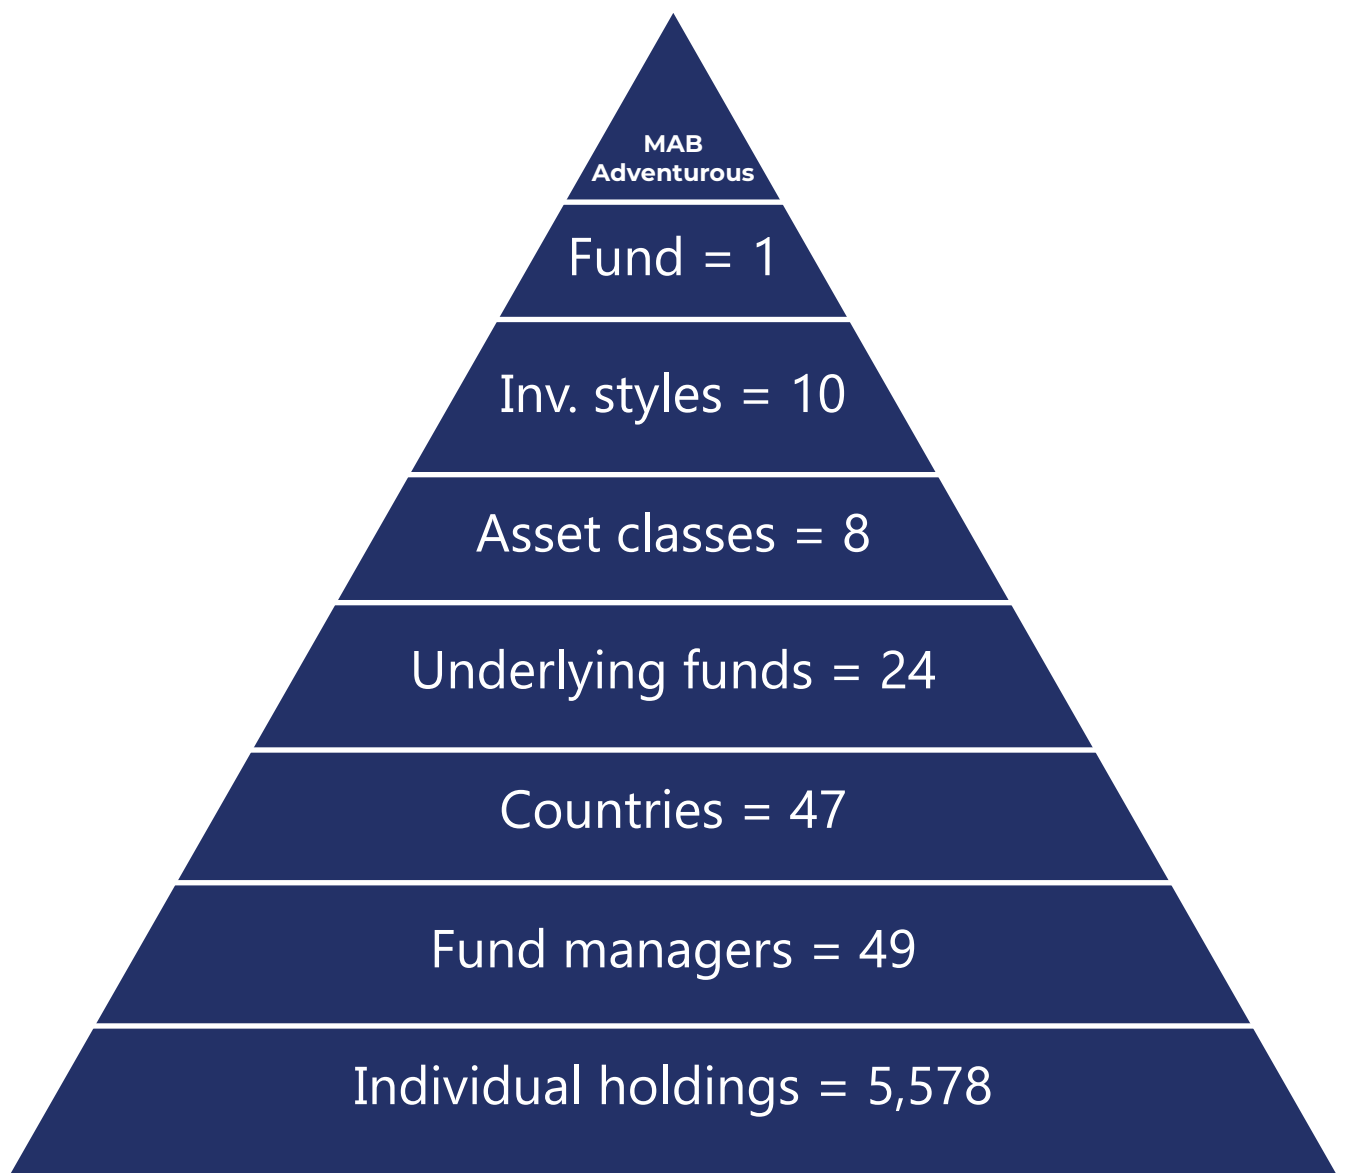 MAB
Adventurous
Fund = 1
Inv. styles = 10
Asset classes = 8
Underlying funds = 24
Countries = 47
Fund managers = 49
Individual holdings = 5,578